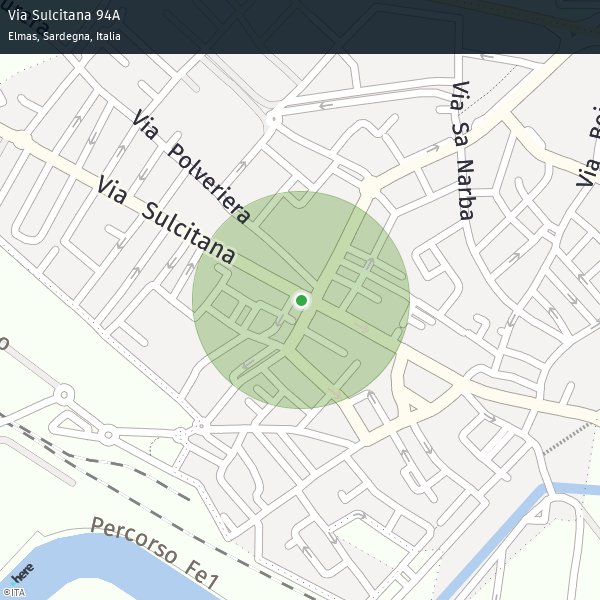 Via Sulcitana 94A
Elmas, Sardegna, Italia
Via Polveriera
Via Sa Narba
Via
Via Sulcitana
Percorso Fe1
here
©ITA